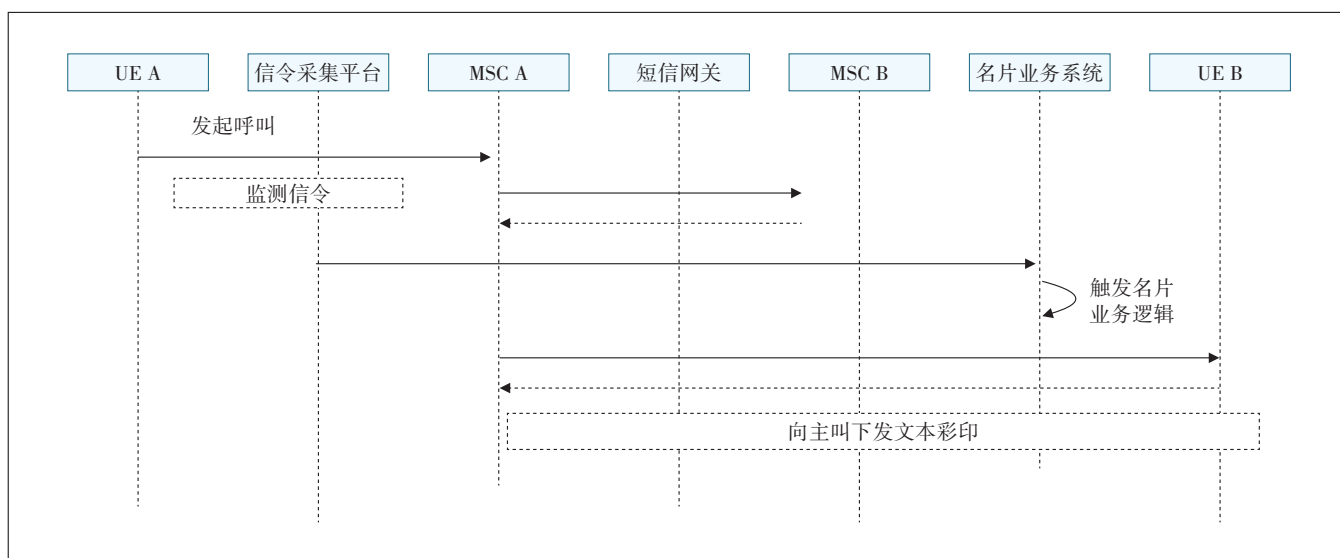 UE A
信令采集平台
MSC A
短信网关
MSC B
名片业务系统
UE B
发起呼叫
监测信令
触发名片
业务逻辑
向主叫下发文本彩印